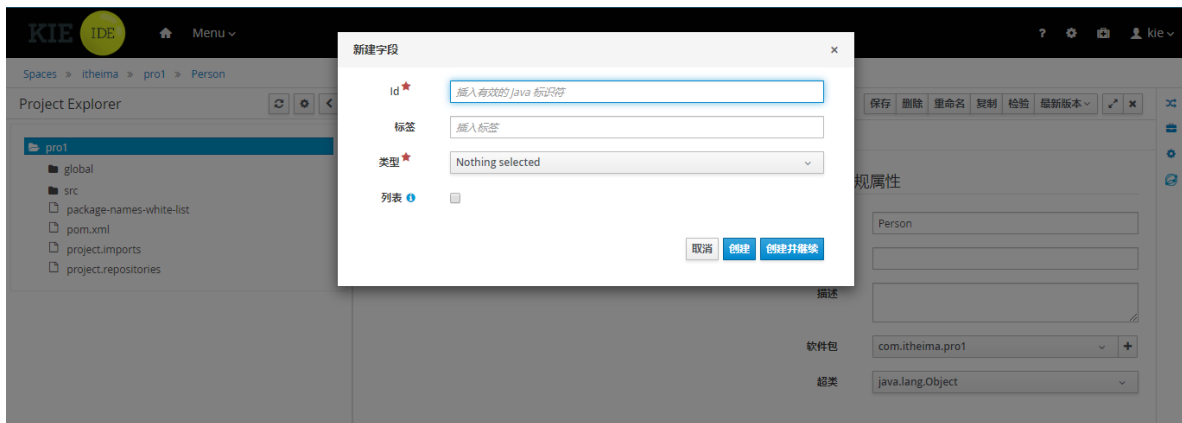 KIE IDE Menu ? kie
Spaces » itheima » pro1 » Person
Project Explorer
pro1
global
src
package-names-white-list
pom.xml
project.imports
project.repositories
新建字段 ×
Id 插入有效的 Java 标识符
标签 插入标签
类型 Nothing selected
列表
取消 创建 创建并继续
保存 删除 重命名 复制 检验 最新版本
规属性
Person
描述
软件包 com.itheima.pro1 +
超类 java.lang.Object